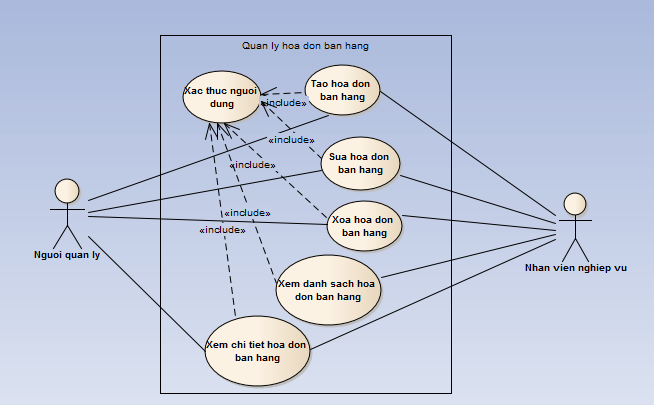 Quan ly hoa don ban hang
Xac thuc nguoi
dung
Tao hoa don
ban hang
«include»
«include»
Sua hoa don
ban hang
«include»
Xoa hoa don
ban hang
«include»
«include»
Nguoi quan ly
Nhan vien nghiep vu
Xem danh sach hoa
don ban hang
Xem chi tiet hoa don
ban hang